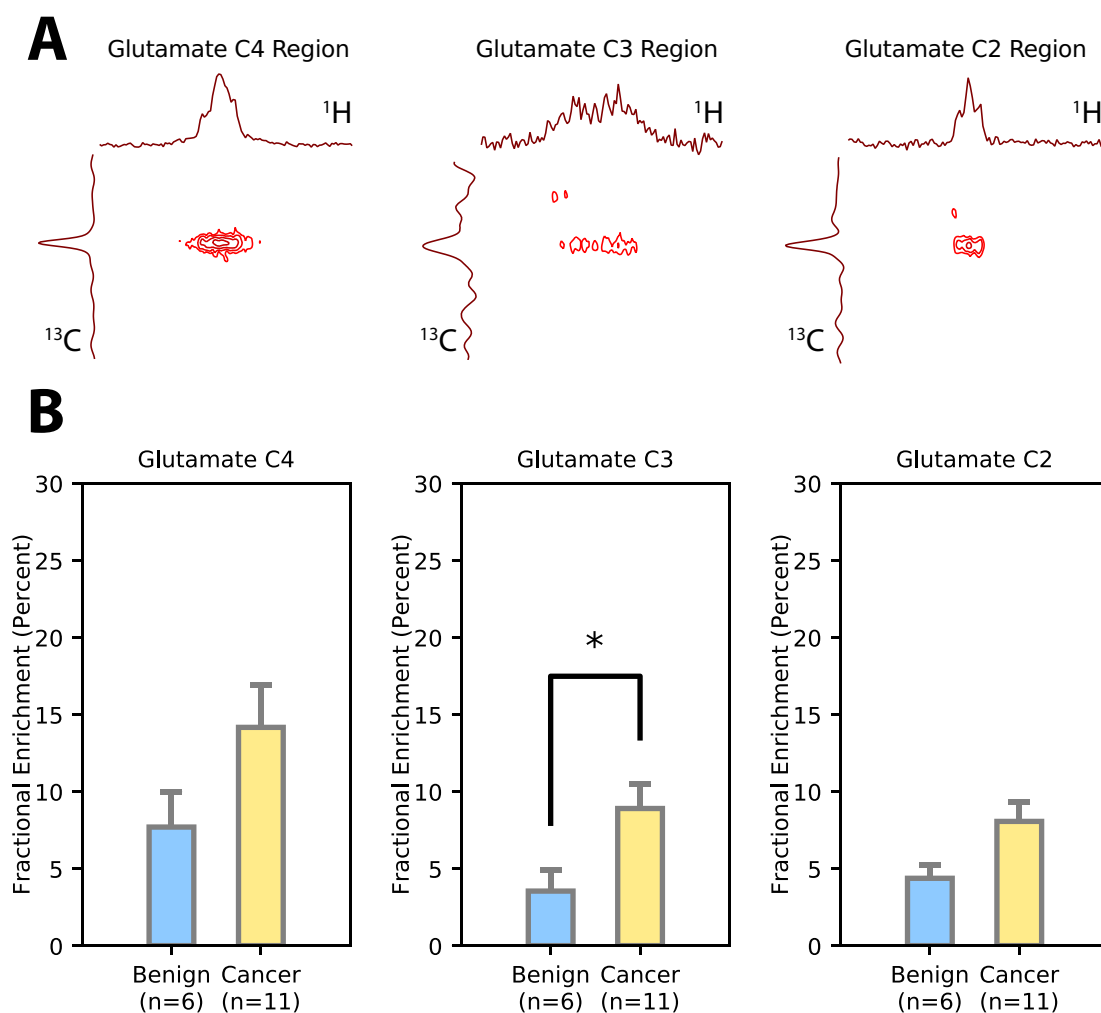 A
Glutamate C4 Region
Glutamate C3 Region
Glutamate C2 Region
¹H
¹H
¹³C
¹³C
¹³C
B
Glutamate C4
Glutamate C3
Glutamate C2
Fractional Enrichment (Percent)
30
25
20
15
10
5
0
Benign Cancer
(n=6) (n=11)
Fractional Enrichment (Percent)
30
25
20
15
10
5
0
*
Benign Cancer
(n=6) (n=11)
Fractional Enrichment (Percent)
30
25
20
15
10
5
0
Benign Cancer
(n=6) (n=11)